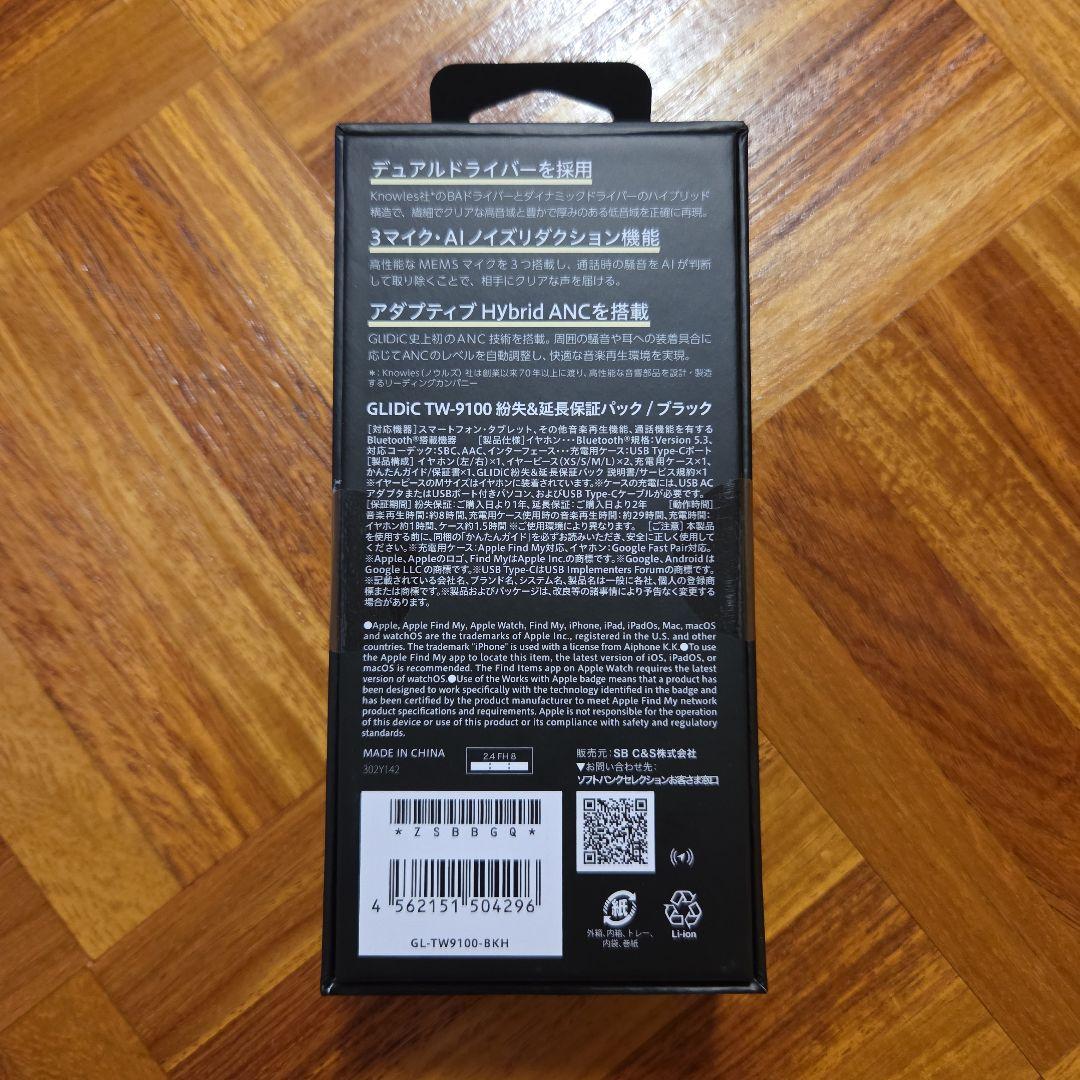 デュアルドライバーを採用
Knowles社*のBAドライバーとダイナミックドライバーのハイブリッド
構造で、繊細でクリアな高音域と豊かで厚みのある低音域を正確に再現。
3マイク・AIノイズリダクション機能
高性能なMEMSマイクを3つ搭載し、通話時の騒音をAIが判断
して取り除くことで、相手にクリアな声を届ける。
アダプティブ Hybrid ANCを搭載
GLIDiC史上初のANC技術を搭載。周囲の騒音や耳への装着具合に
応じてANCのレベルを自動調整し、快適な音楽再生環境を実現。
*:Knowles(ノウルズ)社は創業以来70年以上に渡り、高性能な音響部品を設計・製造
するリーディングカンパニー
GLIDiC TW-9100 紛失&延長保証パック / ブラック
[対応機器]スマートフォン・タブレット、その他音楽再生機能、通話機能を有する
Bluetooth®搭載機器 [製品仕様]イヤホン・・・Bluetooth®規格:Version 5.3、
対応コーデック:SBC、AAC、インターフェース・・・充電用ケース:USB Type-Cポート
[製品構成]イヤホン(左/右)×1、イヤーピース(XS/S/M/L)×2、充電用ケース×1、
かんたんガイド/保証書×1、GLIDiC紛失&延長保証パック 説明書/サービス規約×1
※イヤーピースのMサイズはイヤホンに装着されています。※ケースの充電には、USB AC
アダプタまたはUSBポート付きパソコン、およびUSB Type-Cケーブルが必要です。
[保証期間]紛失保証:ご購入日より1年、延長保証:ご購入日より2年 [動作時間]
音楽再生時間:約8時間、充電用ケース使用時の音楽再生時間:約29時間、充電時間:
イヤホン約1時間、ケース約1.5時間 ※ご使用環境により異なります。 [ご注意]本製品
を使用する前に、同梱の「かんたんガイド」を必ずお読みいただき、安全に正しく使用して
ください。※充電用ケース:Apple Find My対応、イヤホン:Google Fast Pair対応。
※Apple、Appleのロゴ、Find MyはApple Inc.の商標です。※Google、Android は
Google LLC の商標です。※USB Type-CはUSB Implementers Forumの商標です。
※記載されている会社名、ブランド名、システム名、製品名は一般に各社、個人の登録商
標または商標です。※製品およびパッケージは、改良等の諸事情により予告なく変更する
場合があります。
●Apple, Apple Find My, Apple Watch, Find My, iPhone, iPad, iPadOs, Mac, macOS
and watchOS are the trademarks of Apple Inc., registered in the U.S. and other
countries. The trademark "iPhone" is used with a license from Aiphone K.K.●To use
the Apple Find My app to locate this item, the latest version of iOS, iPadOS, or
macOS is recommended. The Find Items app on Apple Watch requires the latest
version of watchOS.●Use of the Works with Apple badge means that a product has
been designed to work specifically with the technology identified in the badge and
has been certified by the product manufacturer to meet Apple Find My network
product specifications and requirements. Apple is not responsible for the operation
of this device or use of this product or its compliance with safety and regulatory
standards.
MADE IN CHINA
302Y142
2.4 FH 8
販売元:SB C&S株式会社
▼お問い合わせ先:
ソフトバンクセレクションお客さま窓口
*ZSBBGQ*
4 562151 504296
GL-TW9100-BKH
紙
外箱、内箱、トレー、
内袋、巻紙
Li-ion